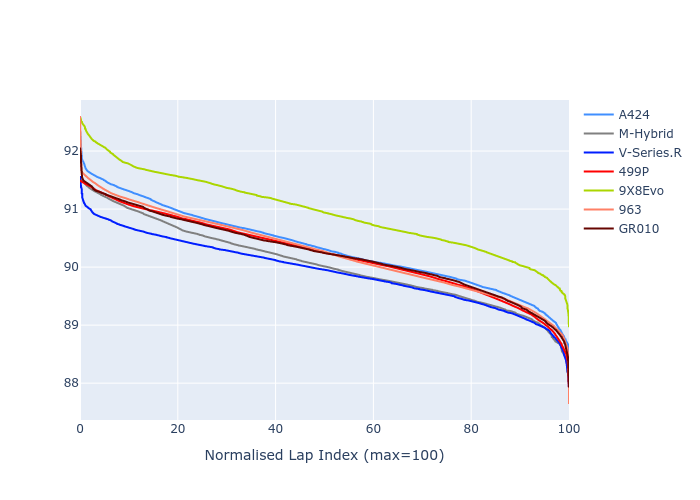 92
91
90
89
88
0 20 40 60 80 100
Normalised Lap Index (max=100)
A424
M-Hybrid
V-Series.R
499P
9X8Evo
963
GR010